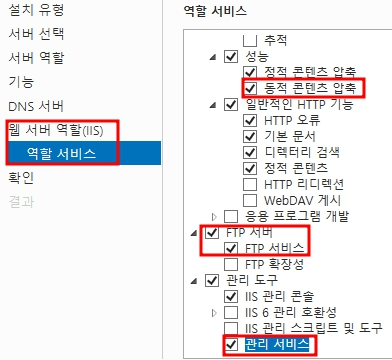 설치 유형
서버 선택
서버 역할
기능
DNS 서버
웹 서버 역할(IIS)
역할 서비스
확인
결과
역할 서비스
추적
성능
정적 콘텐츠 압축
동적 콘텐츠 압축
일반적인 HTTP 기능
HTTP 오류
기본 문서
디렉터리 검색
정적 콘텐츠
HTTP 리디렉션
WebDAV 게시
응용 프로그램 개발
FTP 서버
FTP 서비스
FTP 확장성
관리 도구
IIS 관리 콘솔
IIS 6 관리 호환성
IIS 관리 스크립트 및 도구
관리 서비스